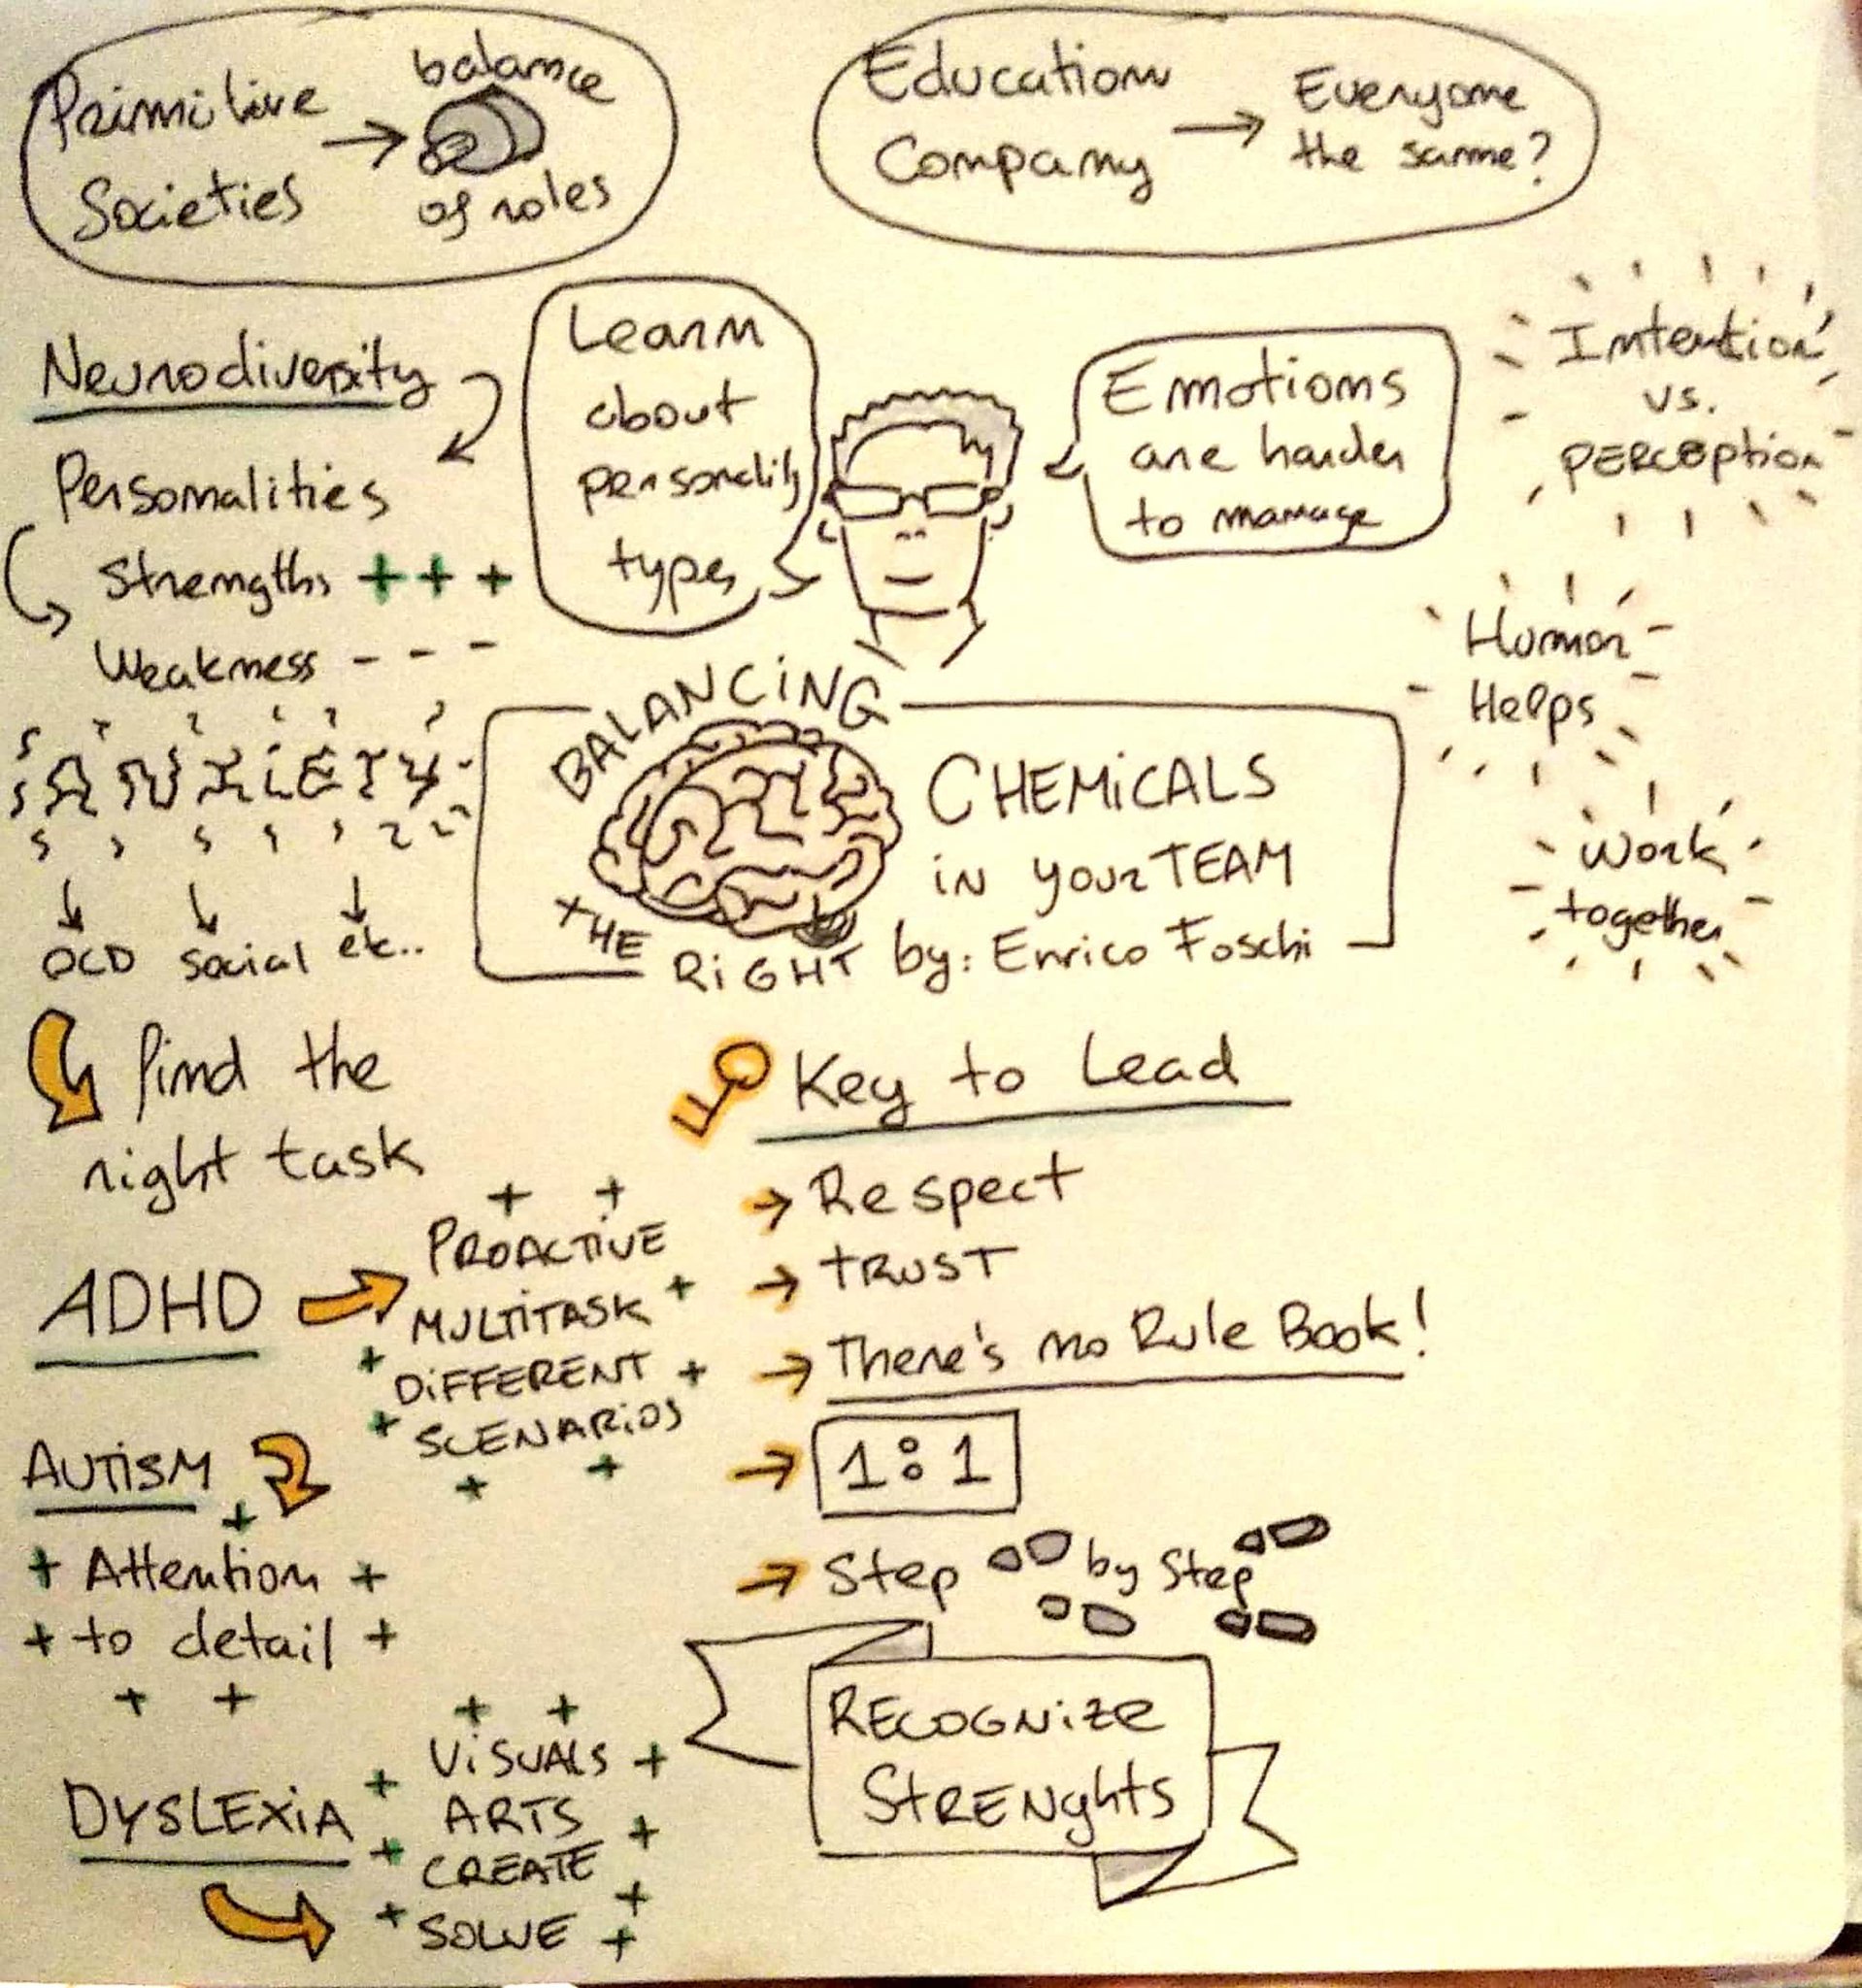 Primitive
Societies
balance
of roles
Education
Company
Everyone
the same?
Neurodiversity
Personalities
Strengths + + +
Weakness - - -
ANXIETY
OCD
social
etc..
find the
right task
Learn
about
personality
types
Emotions
are harder
to manage
Intention
vs.
PERCEPtion
Humor
Helps
Work
together
BALANCiNG
THE
RiGHT
CHEMiCALS
iN your TEAM
by: Enrico Foschi
ADHD
PROACTiVE
MULTiTASK
DiFFERENT
SCENARiOS
AUTiSM
Attention
to detail
DYSLEXiA
ViSUALS
ARTS
CREATE
SOLVE
Key to Lead
Respect
tRUST
There's no Rule Book!
1:1
Step by Step
RECOGNize
StRENghts